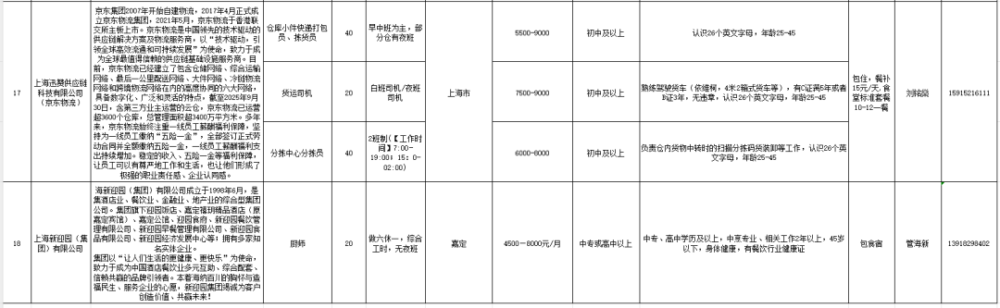 17
上海迅赞供应链
科技有限公司
（京东物流）
京东集团2007年开始自建物流，2017年4月正式成
立京东物流集团，2021年5月，京东物流于香港联
交所主板上市。京东物流是中国领先的技术驱动的
供应链解决方案及物流服务商，以“技术驱动，引
领全球高效流通和可持续发展”为使命，致力于成
为全球最值得信赖的供应链基础设施服务商。目
前，京东物流已经建立了包含仓储网络、综合运输
网络、最后一公里配送网络、大件网络、冷链物流
网络和跨境物流网络在内的高度协同的六大网络，
具备数字化、广泛和灵活的特点，截至2025年9月
30日，含第三方业主运营的云仓，京东物流已运营
超3600个仓库，总管理面积超3400万平方米。多年
来，京东物流始终注重一线员工薪酬福利保障，坚
持为一线员工缴纳“五险一金”，全部签订正式劳
动合同并全额缴纳五险一金，一线员工薪酬福利支
出持续增加。稳定的收入、五险一金等福利保障，
让员工可以有尊严地工作和生活，也让他们形成了
极强的职业责任感、企业认同感。
仓库小件快递打包
员、拣货员
40
早中班为主，部
分仓有夜班
5500-9000
初中及以上
认识26个英文字母，年龄25-45
货运司机
20
白班司机/夜班
司机
上海市
7500-9000
初中及以上
熟练驾驶货车（依维柯，4米2箱式货车等），有C证满5年或者
B证3年，无违章，认识26个英文字母，年龄25-45
分拣中心分拣员
40
2班制（【工作时
间】7:00-
19:00；15：0-
02:00）
6000-8000
初中及以上
负责仓内货物中转时的扫描分拣码货装卸等工作，认识26个英
文字母，年龄25-45
包住，餐补
15元/天，食
堂标准套餐
10-12一餐
刘铭燊
15915216111
18
上海新迎园（集
团）有限公司
海新迎园（集团）有限公司成立于1998年6月，是
集酒店业、餐饮业、金融业、地产业的综合型集团
公司。集团旗下迎园饭店、嘉定福玥精品酒店（原
嘉定宾馆）、嘉定公馆、迎园食府、新迎园餐饮管
理有限公司、新迎园早餐管理有限公司、新迎园食
品有限公司、新迎园经济发展中心等；拥有多家知
名实体企业。
集团以“让人们生活的更健康、更快乐”为使命，
致力于成为中国酒店餐饮业多元互助、综合配套、
信赖共赢的品牌引领者。本着海纳百川的胸怀与造
福民生、服务企业的心愿，新迎园集团竭诚为客户
创造价值、共赢未来！
厨师
20
做六休一，综合
工时，无夜班
嘉定
4500—8000元/月
中专或高中以上
中专、高中学历及以上，中烹专业、相关工作2年以上，45岁
以下，身体健康，有餐饮行业健康证
包食宿
管海新
13918298402